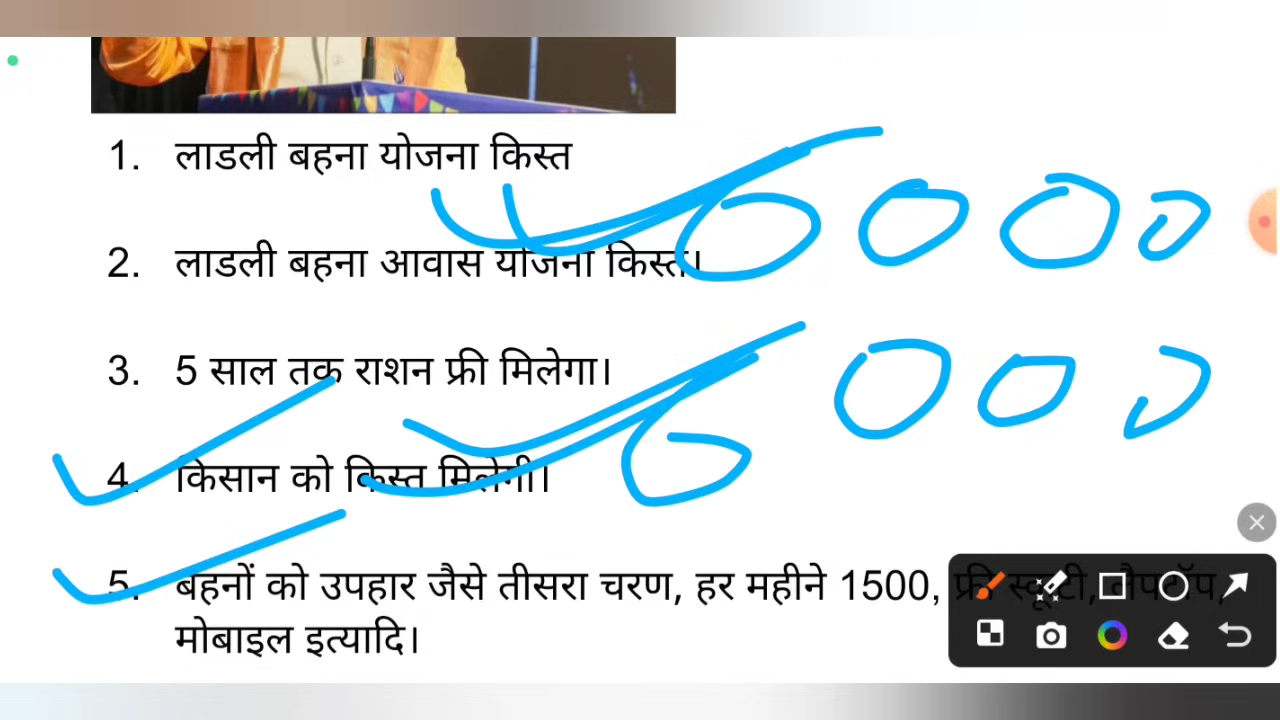 1. लाडली बहना योजना किस्त
2. लाडली बहना आवास योजना किस्त।
3. 5 साल तक राशन फ्री मिलेगा।
4. किसान को किस्त मिलेगी।
5. बहनों को उपहार जैसे तीसरा चरण, हर महीने 1500, फ्री स्कूटी, लैपटॉप,
मोबाइल इत्यादि।
6000
6000